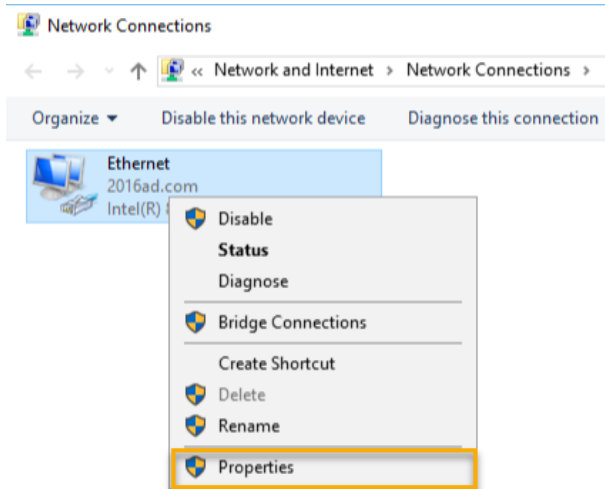 Network Connections
« Network and Internet > Network Connections >
Organize Disable this network device Diagnose this connection
Ethernet
2016ad.com
Intel(R)
Disable
Status
Diagnose
Bridge Connections
Create Shortcut
Delete
Rename
Properties